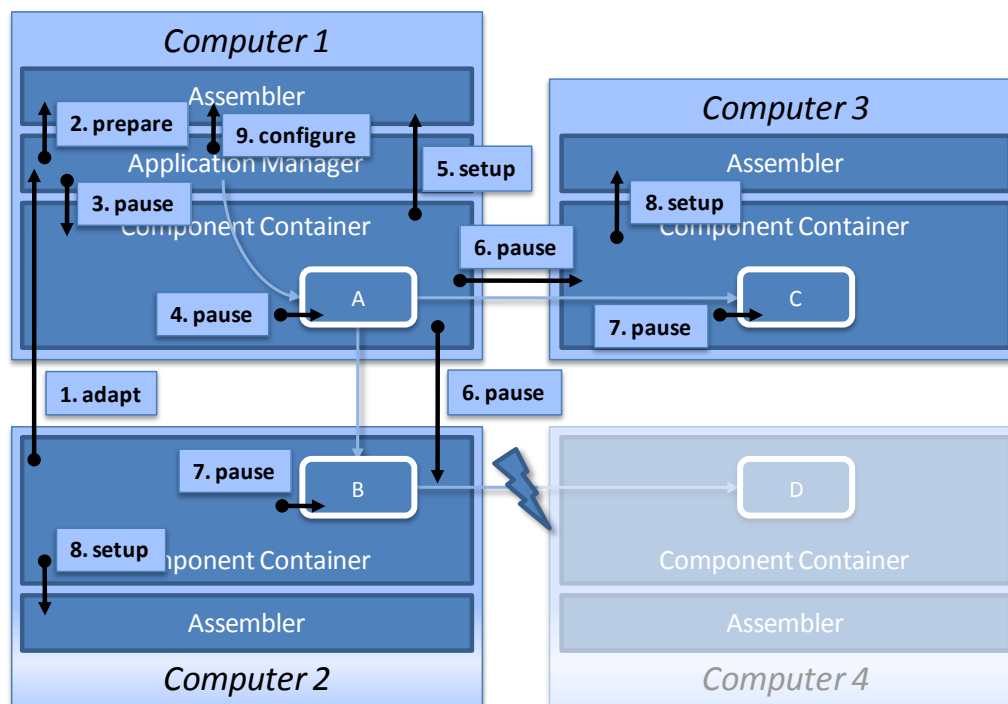 Computer 1
Assembler
2. prepare
9. configure
Application Manager
5. setup
3. pause
Component Container
6. pause
A
4. pause
Computer 3
Assembler
8. setup
Component Container
C
7. pause
1. adapt
6. pause
7. pause
B
8. setup
mponent Container
Assembler
Computer 2
D
Component Container
Assembler
Computer 4